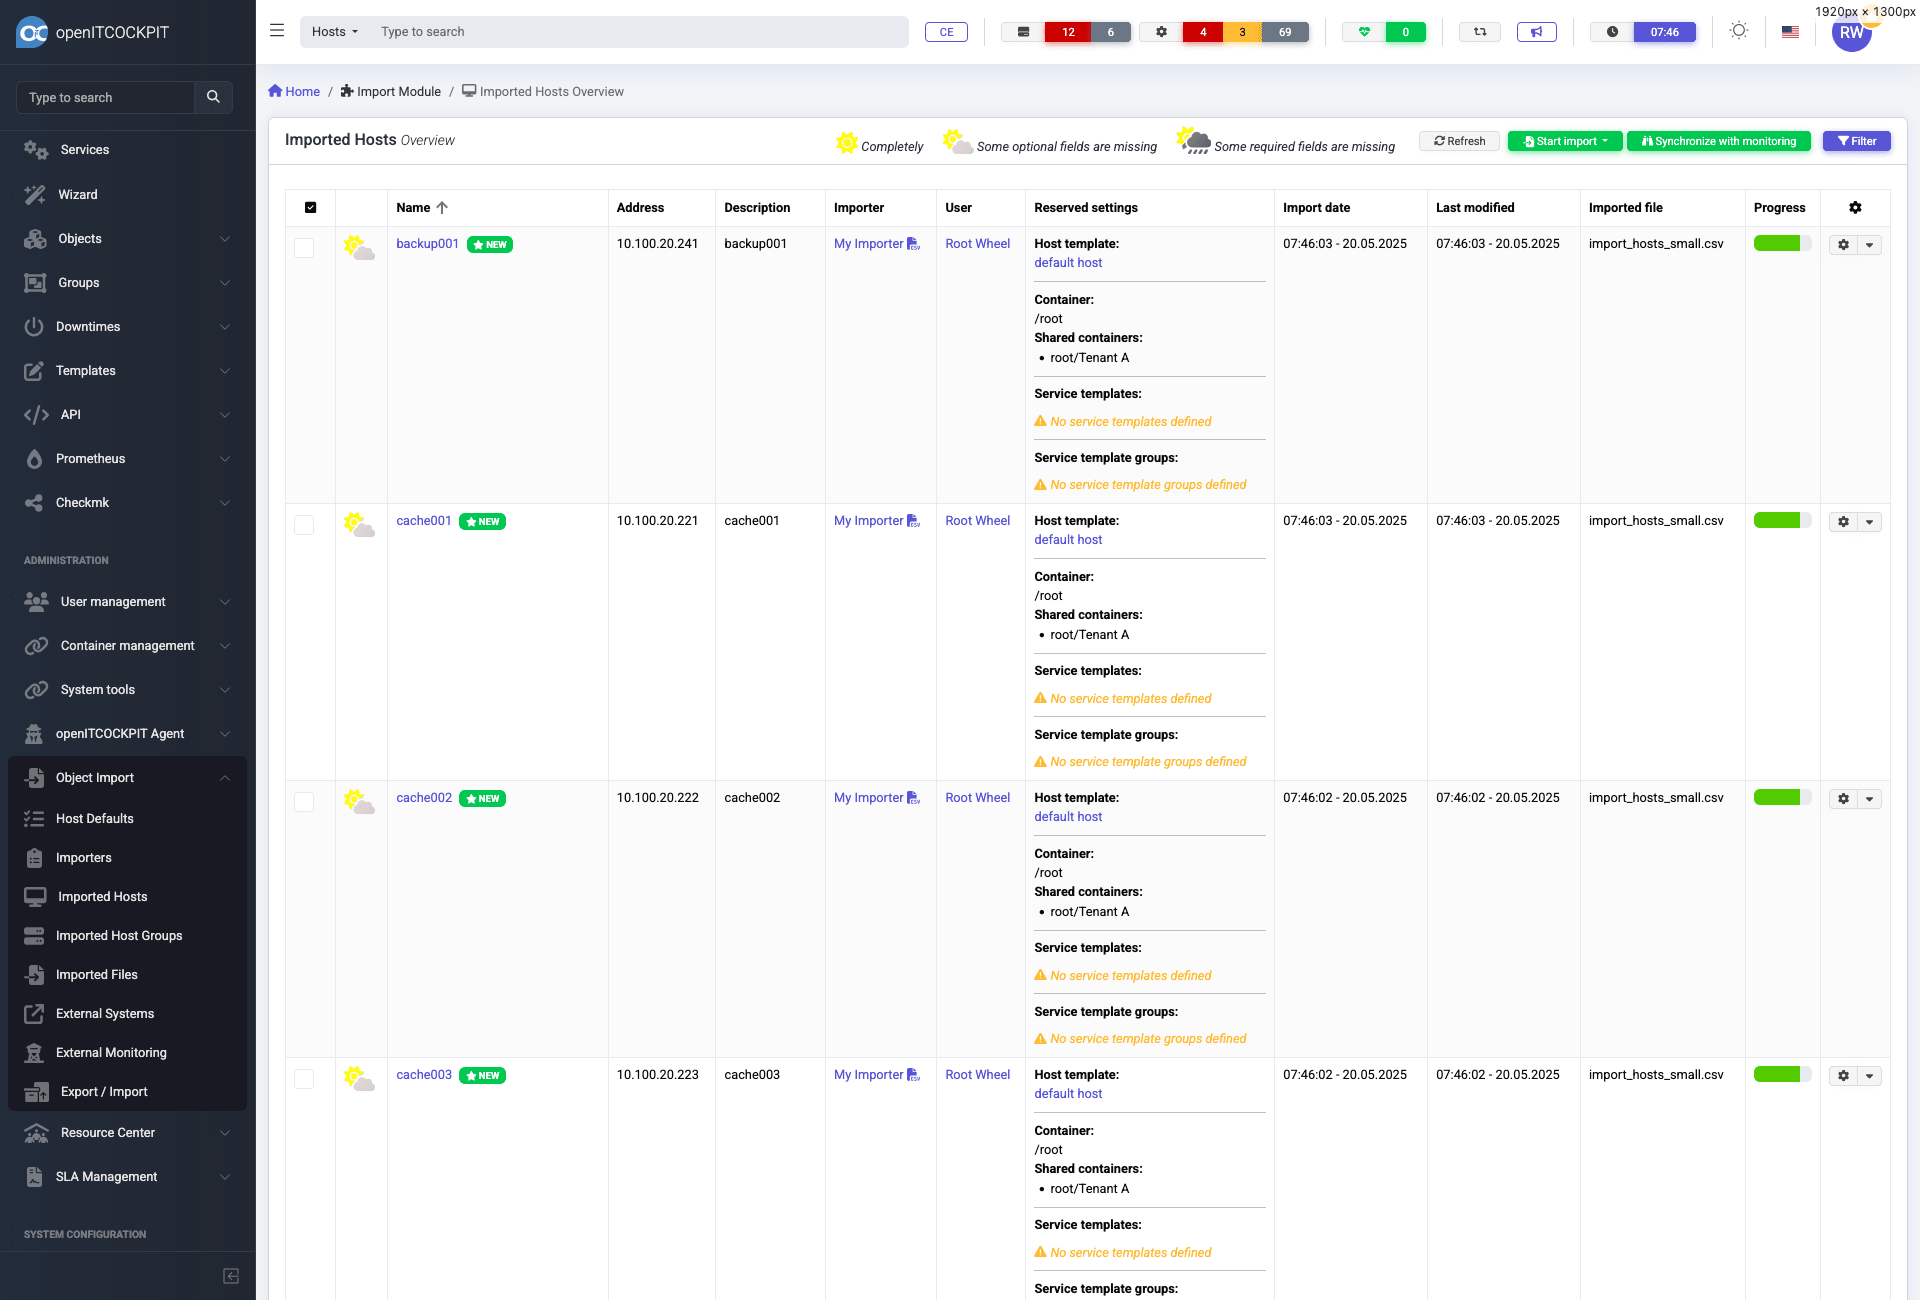 openITCOCKPIT
Type to search
Services
Wizard
Objects
Groups
Downtimes
Templates
API
Prometheus
Checkmk
ADMINISTRATION
User management
Container management
System tools
openITCOCKPIT Agent
Object Import
Host Defaults
Importers
Imported Hosts
Imported Host Groups
Imported Files
External Systems
External Monitoring
Export / Import
Resource Center
SLA Management
SYSTEM CONFIGURATION
Hosts Type to search CE 12 6 4 3 69 0 07:46 RW
1920px × 1300px
Home / Import Module / Imported Hosts Overview
Imported Hosts Overview Completely Some optional fields are missing Some required fields are missing Refresh Start import Synchronize with monitoring Filter
Name Address Description Importer User Reserved settings Import date Last modified Imported file Progress
backup001 NEW 10.100.20.241 backup001 My Importer Root Wheel Host template: 07:46:03 - 20.05.2025 07:46:03 - 20.05.2025 import_hosts_small.csv
default host
Container:
/root
Shared containers:
• root/Tenant A
Service templates:
No service templates defined
Service template groups:
No service template groups defined
cache001 NEW 10.100.20.221 cache001 My Importer Root Wheel Host template: 07:46:03 - 20.05.2025 07:46:03 - 20.05.2025 import_hosts_small.csv
default host
Container:
/root
Shared containers:
• root/Tenant A
Service templates:
No service templates defined
Service template groups:
No service template groups defined
cache002 NEW 10.100.20.222 cache002 My Importer Root Wheel Host template: 07:46:02 - 20.05.2025 07:46:02 - 20.05.2025 import_hosts_small.csv
default host
Container:
/root
Shared containers:
• root/Tenant A
Service templates:
No service templates defined
Service template groups:
No service template groups defined
cache003 NEW 10.100.20.223 cache003 My Importer Root Wheel Host template: 07:46:02 - 20.05.2025 07:46:02 - 20.05.2025 import_hosts_small.csv
default host
Container:
/root
Shared containers:
• root/Tenant A
Service templates:
No service templates defined
Service template groups: